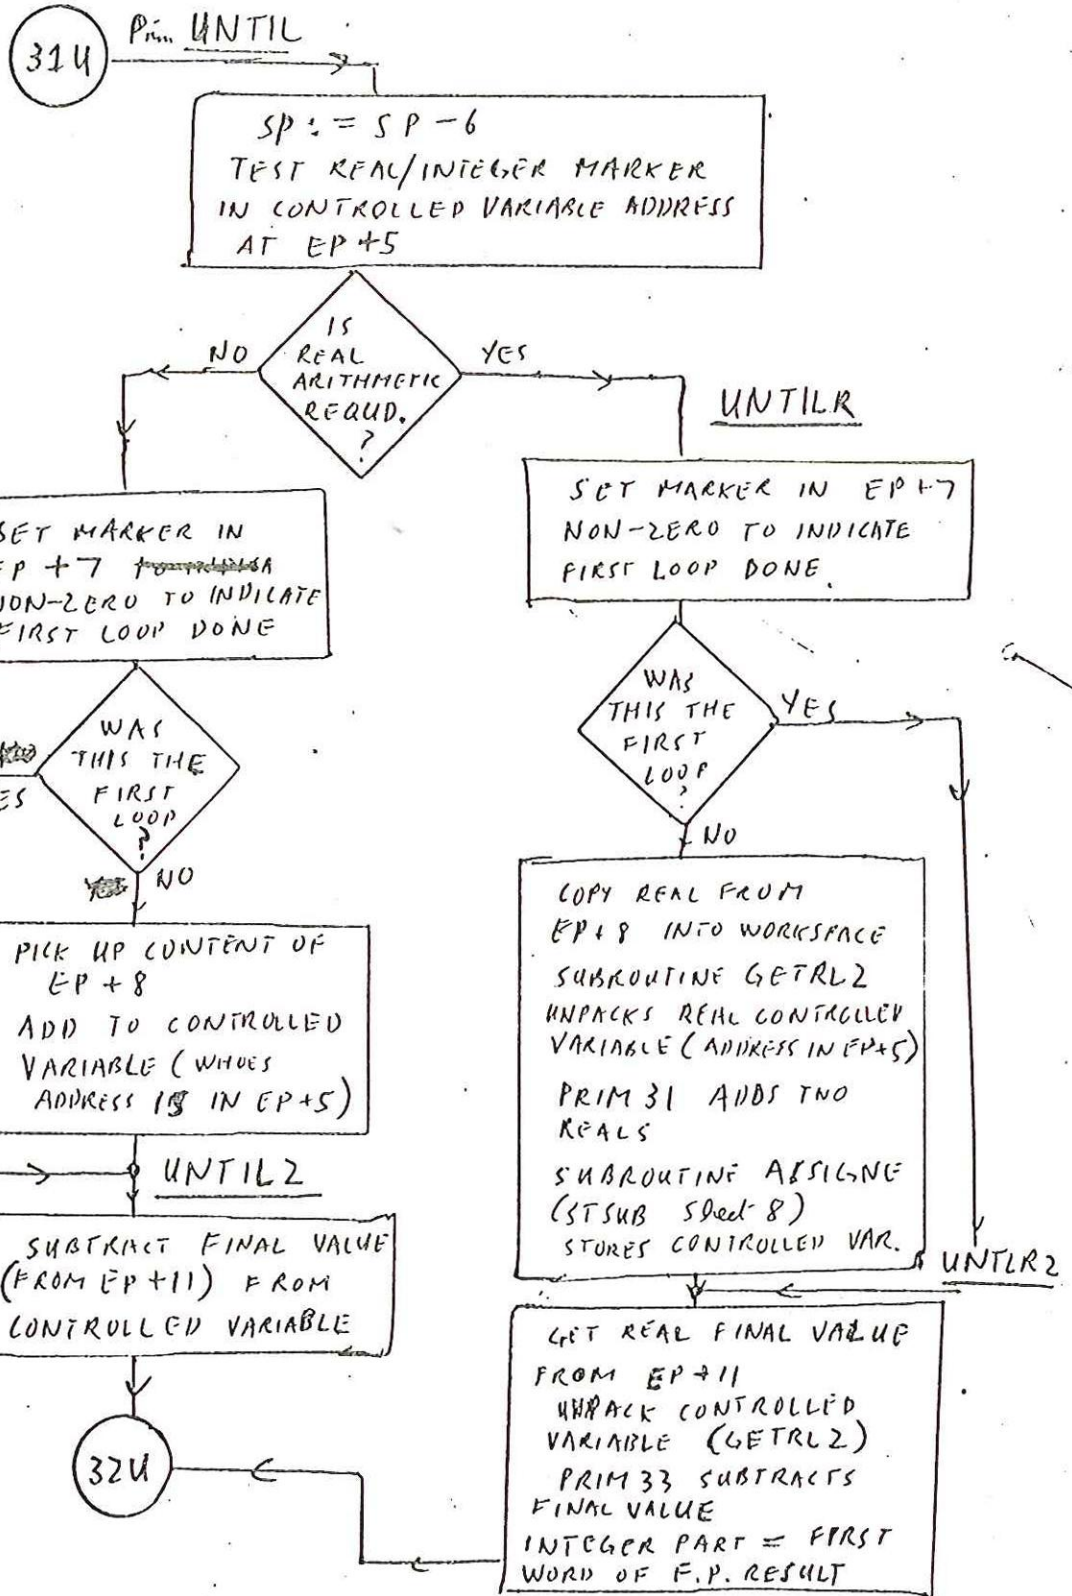 31U
Prim UNTIL
SP := SP - 6
TEST REAL/INTEGER MARKER
IN CONTROLLED VARIABLE ADDRESS
AT EP+5
IS
REAL
ARITHMETIC
REQUD.
?
NO
YES
SET MARKER IN
EP +7
NON-ZERO TO INDICATE
FIRST LOOP DONE
WAS
THIS THE
FIRST
LOOP
?
ES
NO
PICK UP CONTENT OF
EP + 8
ADD TO CONTROLLED
VARIABLE (WHOES
ADDRESS IS IN EP+5)
UNTIL2
SUBTRACT FINAL VALUE
(FROM EP+11) FROM
CONTROLLED VARIABLE
32U
UNTILR
SET MARKER IN EP+7
NON-ZERO TO INDICATE
FIRST LOOP DONE.
WAS
THIS THE
FIRST
LOOP
?
YES
NO
COPY REAL FROM
EP+8 INTO WORKSPACE
SUBROUTINE GETRL2
UNPACKS REAL CONTROLLED
VARIABLE (ADDRESS IN EP+5)
PRIM 31 ADDS TWO
REALS
SUBROUTINE ASSIGNE
(STSUB Sheet 8)
STORES CONTROLLED VAR.
UNTLR2
GET REAL FINAL VALUE
FROM EP+11
UNPACK CONTROLLED
VARIABLE (GETRL2)
PRIM 33 SUBTRACTS
FINAL VALUE
INTEGER PART = FIRST
WORD OF F.P. RESULT